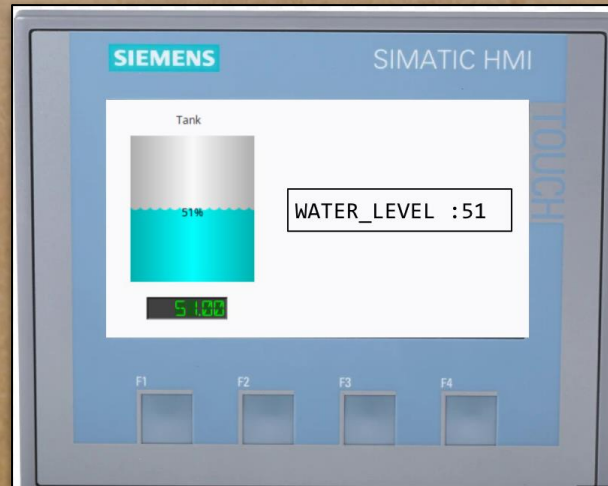 SIEMENS
SIMATIC HMI
TOUCH
Tank
51%
WATER_LEVEL :51
51.00
F1
F2
F3
F4